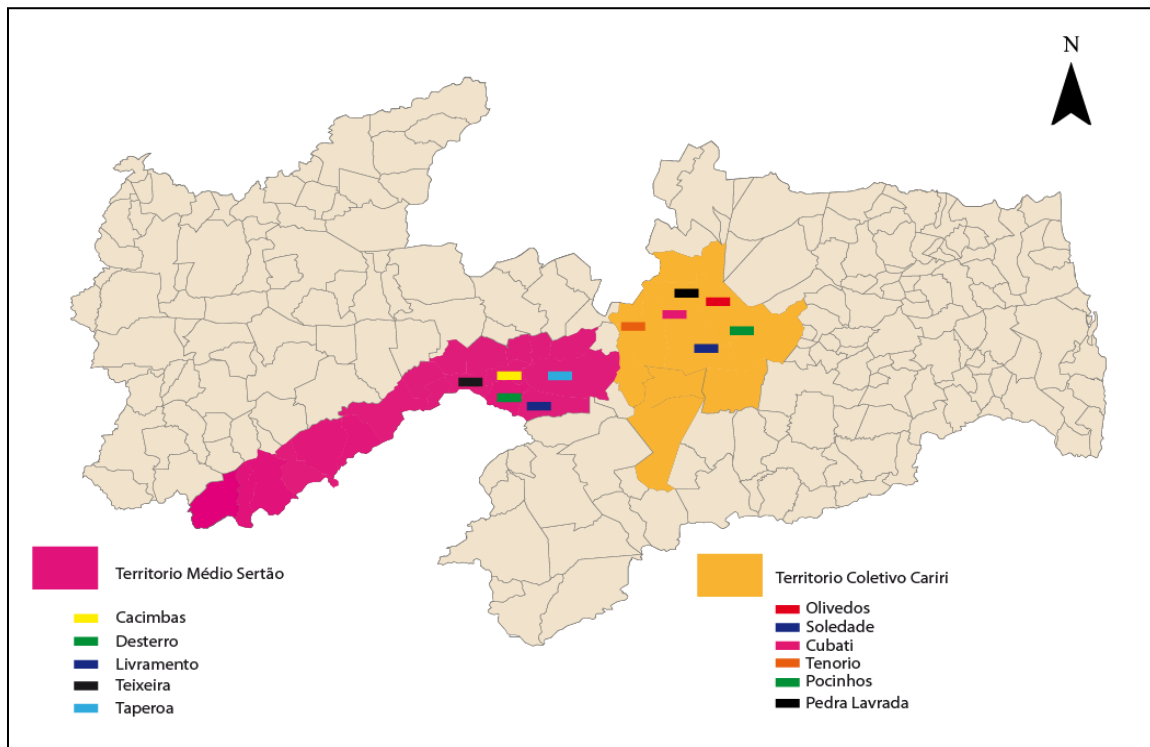 N
Territorio Médio Sertão
Cacimbas
Desterro
Livramento
Teixeira
Taperoa
Territorio Coletivo Cariri
Olivedos
Soledade
Cubati
Tenorio
Pocinhos
Pedra Lavrada